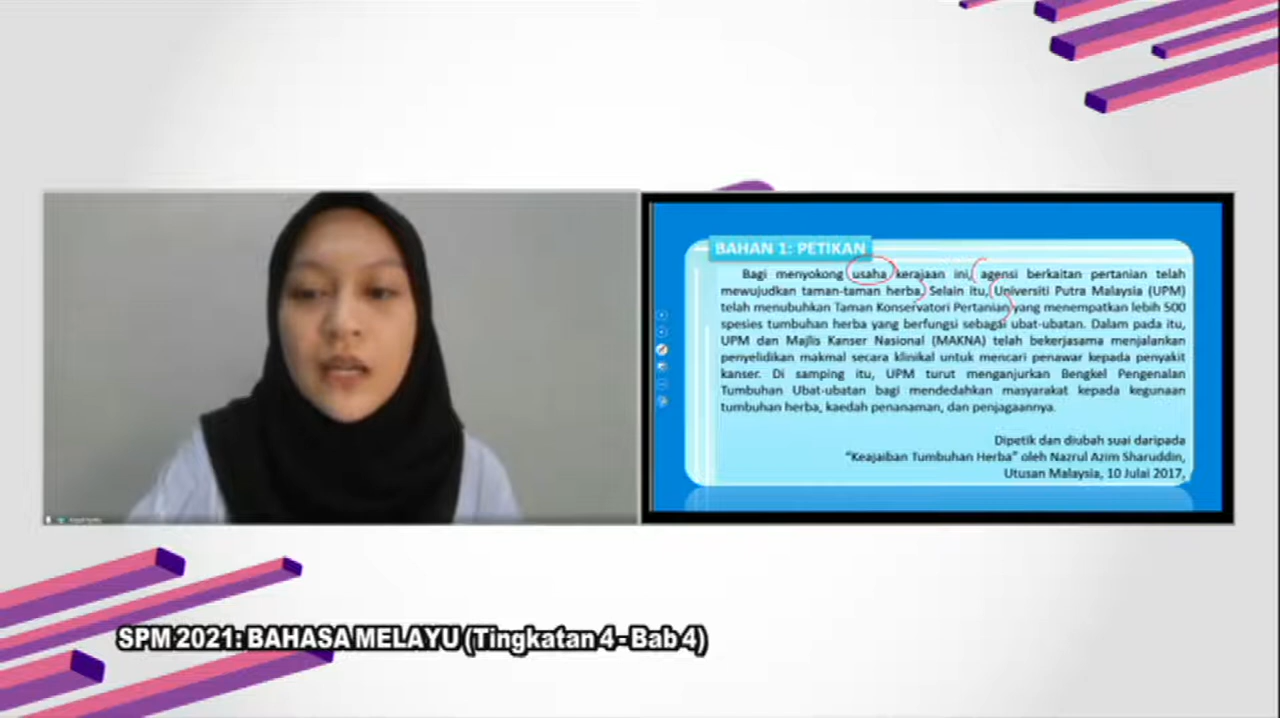 BAHAN 1: PETIKAN
Bagi menyokong usaha kerajaan ini, agensi berkaitan pertanian telah
mewujudkan taman-taman herba. Selain itu, Universiti Putra Malaysia (UPM)
telah menubuhkan Taman Konservatori Pertanian yang menempatkan lebih 500
spesies tumbuhan herba yang berfungsi sebagai ubat-ubatan. Dalam pada itu,
UPM dan Majlis Kanser Nasional (MAKNA) telah bekerjasama menjalankan
penyelidikan makmal secara klinikal untuk mencari penawar kepada penyakit
kanser. Di samping itu, UPM turut menganjurkan Bengkel Pengenalan
Tumbuhan Ubat-ubatan bagi mendedahkan masyarakat kepada kegunaan
tumbuhan herba, kaedah penanaman, dan penjagaannya.
Dipetik dan diubah suai daripada
“Keajaiban Tumbuhan Herba” oleh Nazrul Azim Sharuddin,
Utusan Malaysia, 10 Julai 2017,
SPM 2021: BAHASA MELAYU (Tingkatan 4 - Bab 4)